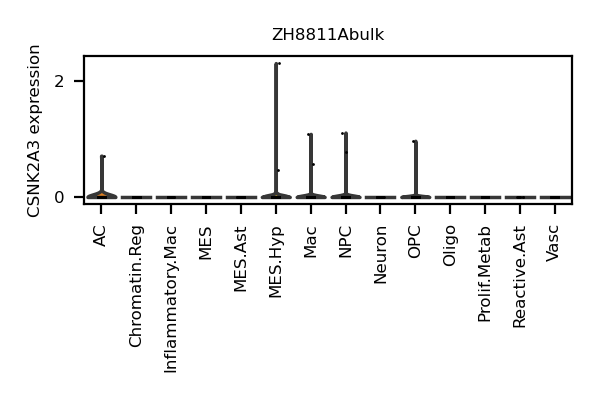 ZH8811Abulk
CSNK2A3 expression
2
0
AC
Chromatin.Reg
Inflammatory.Mac
MES
MES.Ast
MES.Hyp
Mac
NPC
Neuron
OPC
Oligo
Prolif.Metab
Reactive.Ast
Vasc